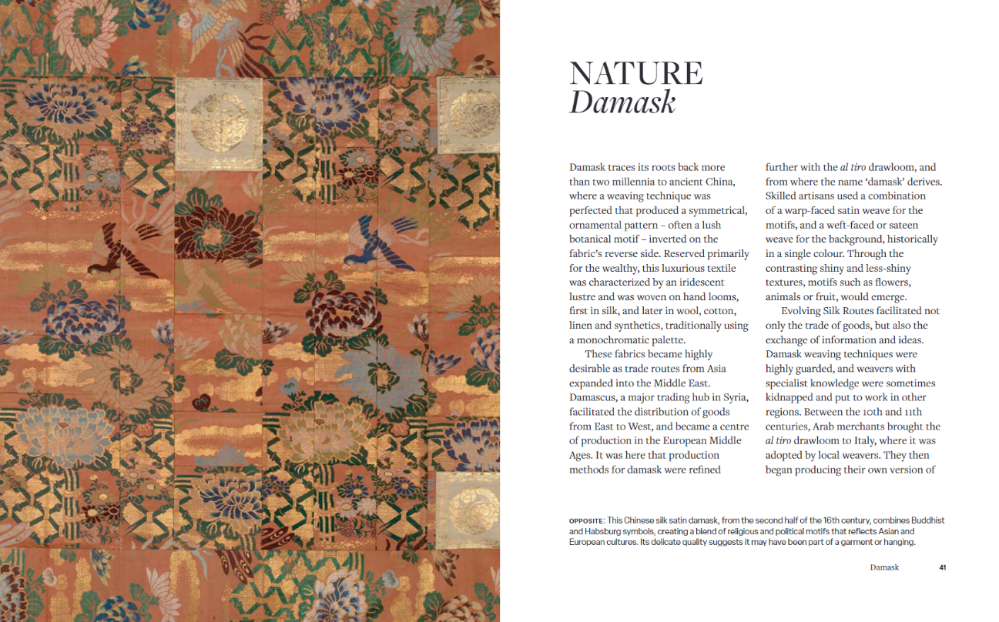 NATURE
Damask
Damask traces its roots back more
than two millennia to ancient China,
where a weaving technique was
perfected that produced a symmetrical,
ornamental pattern – often a lush
botanical motif – inverted on the
fabric's reverse side. Reserved primarily
for the wealthy, this luxurious textile
was characterized by an iridescent
lustre and was woven on hand looms,
first in silk, and later in wool, cotton,
linen and synthetics, traditionally using
a monochromatic palette.
These fabrics became highly
desirable as trade routes from Asia
expanded into the Middle East.
Damascus, a major trading hub in Syria,
facilitated the distribution of goods
from East to West, and became a centre
of production in the European Middle
Ages. It was here that production
methods for damask were refined
further with the al tiro drawloom, and
from where the name ‘damask’ derives.
Skilled artisans used a combination
of a warp-faced satin weave for the
motifs, and a weft-faced or sateen
weave for the background, historically
in a single colour. Through the
contrasting shiny and less-shiny
textures, motifs such as flowers,
animals or fruit, would emerge.
Evolving Silk Routes facilitated not
only the trade of goods, but also the
exchange of information and ideas.
Damask weaving techniques were
highly guarded, and weavers with
specialist knowledge were sometimes
kidnapped and put to work in other
regions. Between the 10th and 11th
centuries, Arab merchants brought the
al tiro drawloom to Italy, where it was
adopted by local weavers. They then
began producing their own version of
OPPOSITE: This Chinese silk satin damask, from the second half of the 16th century, combines Buddhist
and Habsburg symbols, creating a blend of religious and political motifs that reflects Asian and
European cultures. Its delicate quality suggests it may have been part of a garment or hanging.
Damask 41